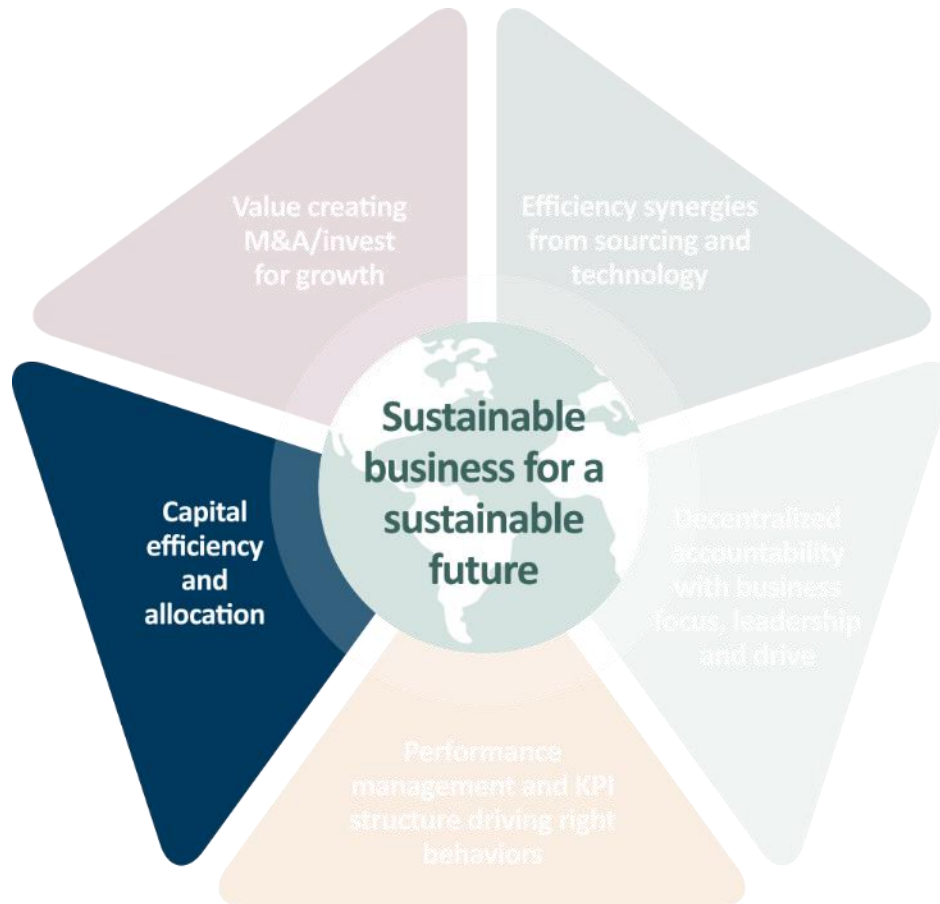 Value creating
M&A/invest
for growth
Efficiency synergies
from sourcing and
technology
Sustainable
business for a
sustainable
future
Capital
efficiency
and
allocation
Decentralized
accountability
with business
focus, leadership
and drive
Performance
management and KPI
structure driving right
behaviors